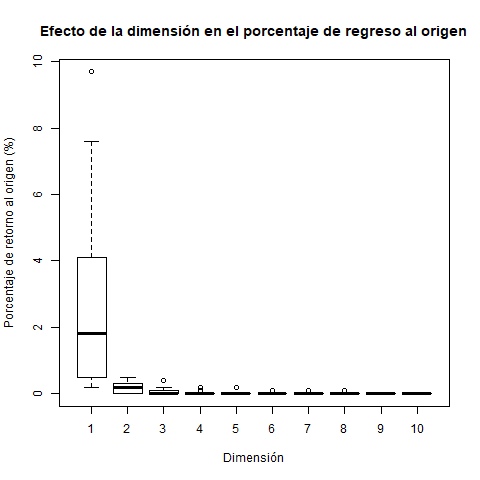 Efecto de la dimensión en el porcentaje de regreso al origen
Porcentaje de retorno al origen (%)
10
8
6
4
2
0
1 2 3 4 5 6 7 8 9 10
Dimensión